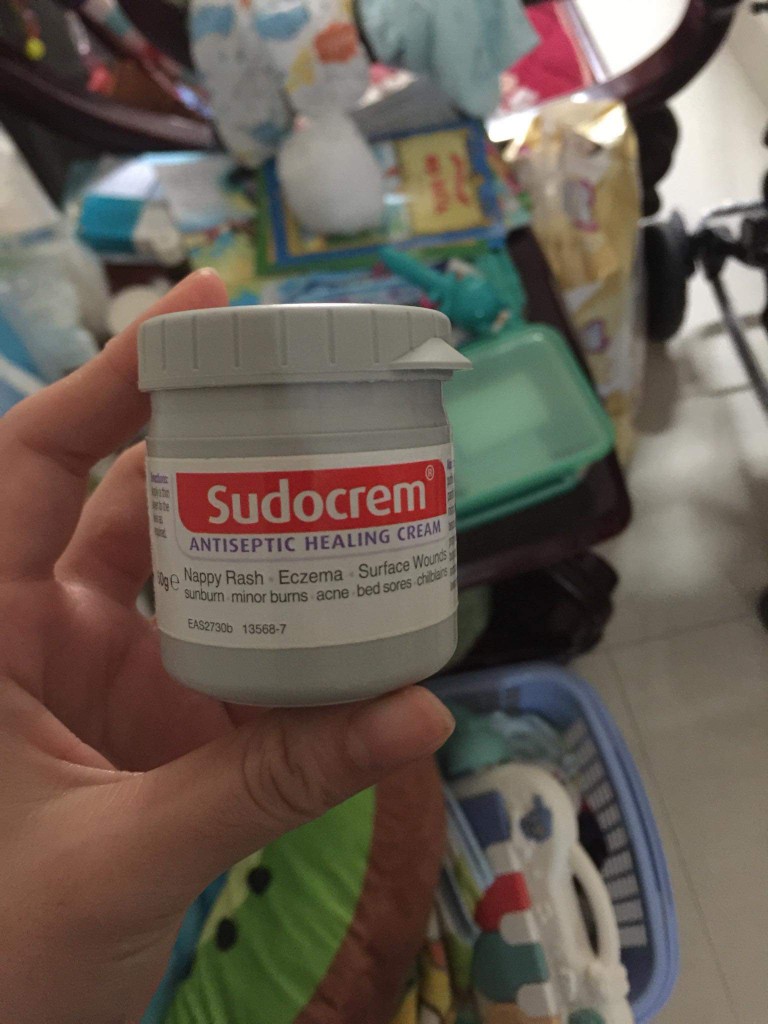 Sudocrem®
ANTISEPTIC HEALING CREAM
Nappy Rash • Eczema • Surface Wounds
sunburn • minor burns • acne • bed sores • chilblains
EAS2730b 13568-7